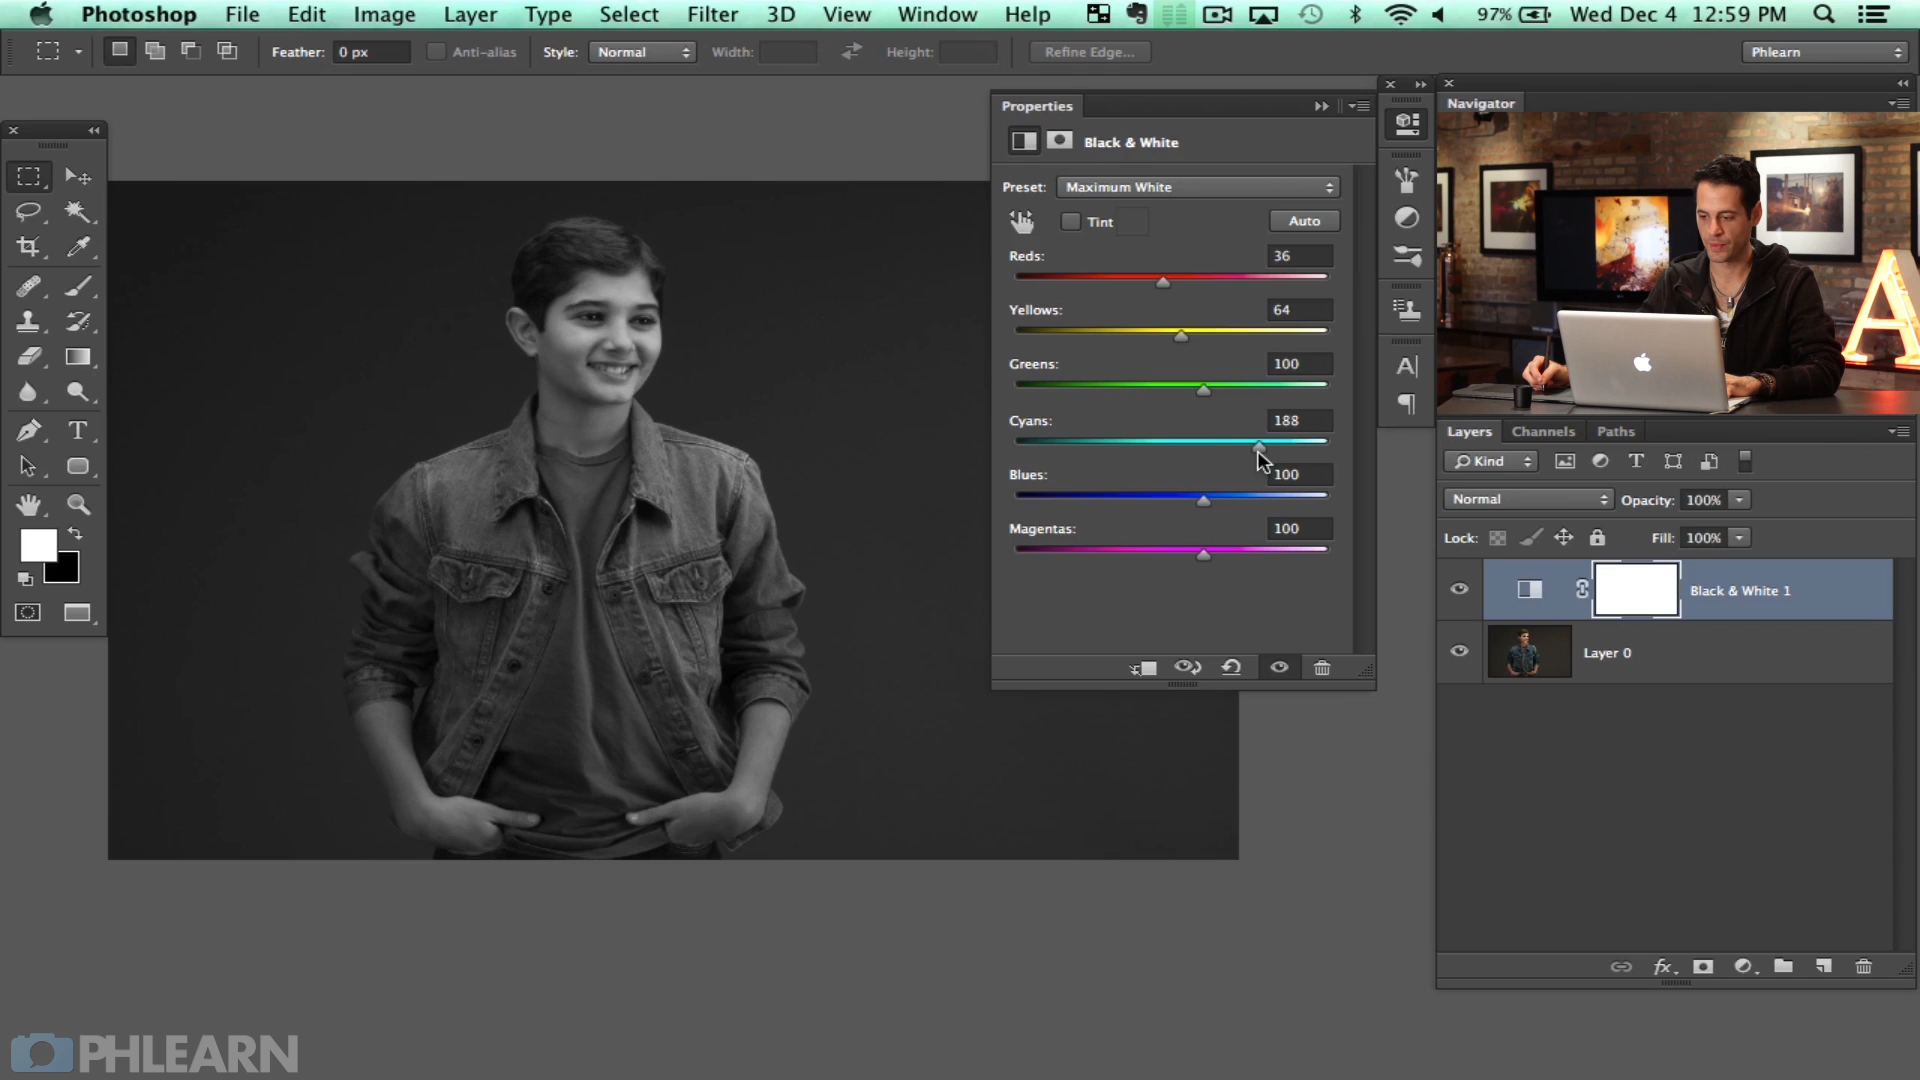 Photoshop File Edit Image Layer Type Select Filter 3D View Window Help 97% Wed Dec 4 12:59 PM
Feather: 0 px Anti-alias Style: Normal Width: Height: Refine Edge... Phlearn
Properties
Black & White
Preset: Maximum White
Tint Auto
Reds: 36
Yellows: 64
Greens: 100
Cyans: 188
Blues: 100
Magentas: 100
Navigator
A
Layers Channels Paths
Kind
Normal Opacity: 100%
Lock: Fill: 100%
Black & White 1
Layer 0
fx
PHLEARN